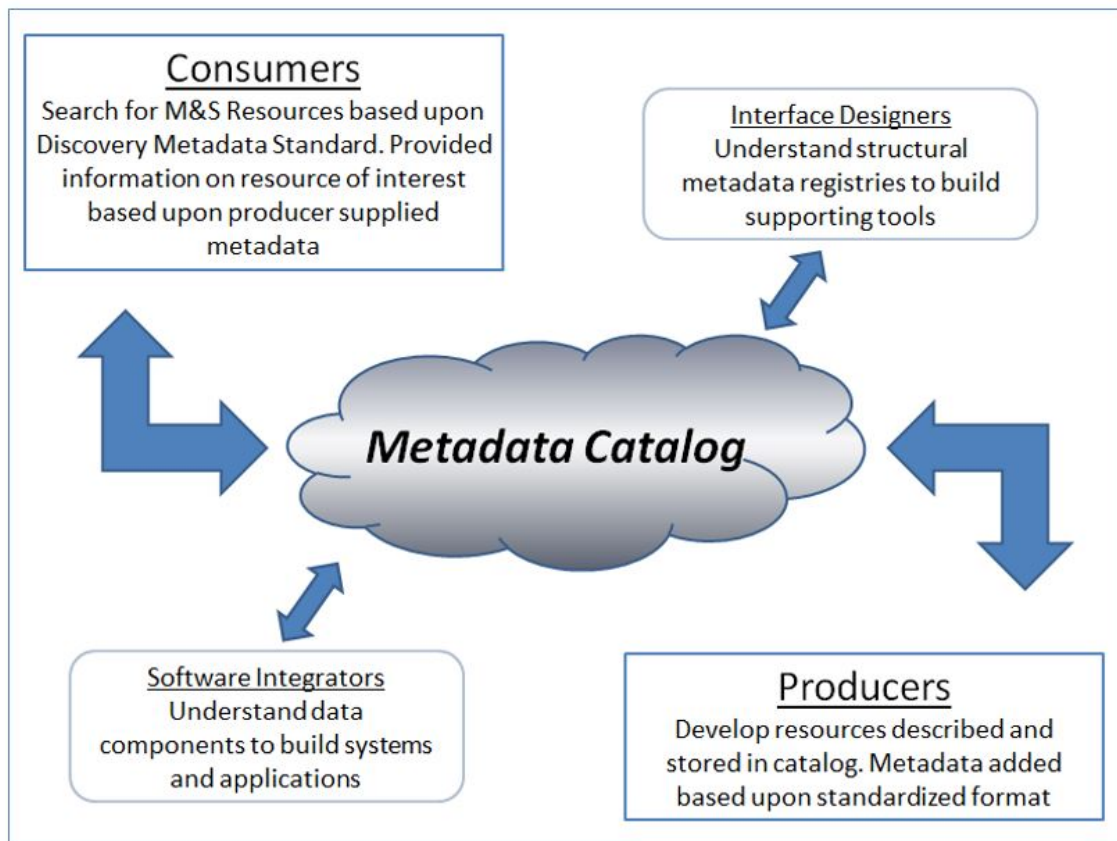 Consumers
Search for M&S Resources based upon
Discovery Metadata Standard. Provided
information on resource of interest
based upon producer supplied
metadata
Interface Designers
Understand structural
metadata registries to build
supporting tools
Metadata Catalog
Software Integrators
Understand data
components to build systems
and applications
Producers
Develop resources described and
stored in catalog. Metadata added
based upon standardized format